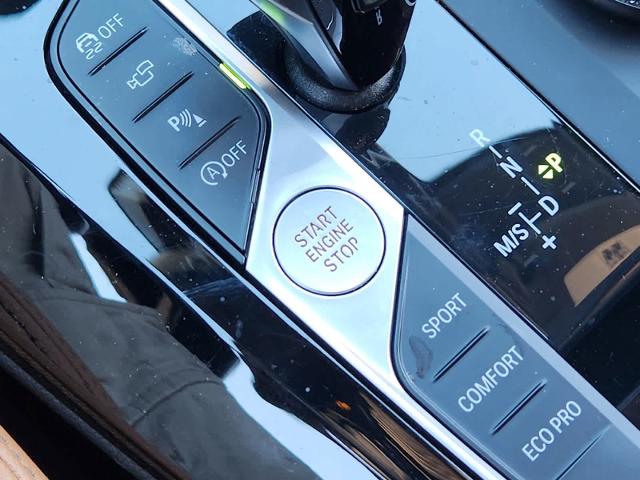 OFF
P
A OFF
START
ENGINE
STOP
R
N
P
D
M/S
+
SPORT
COMFORT
ECO PRO